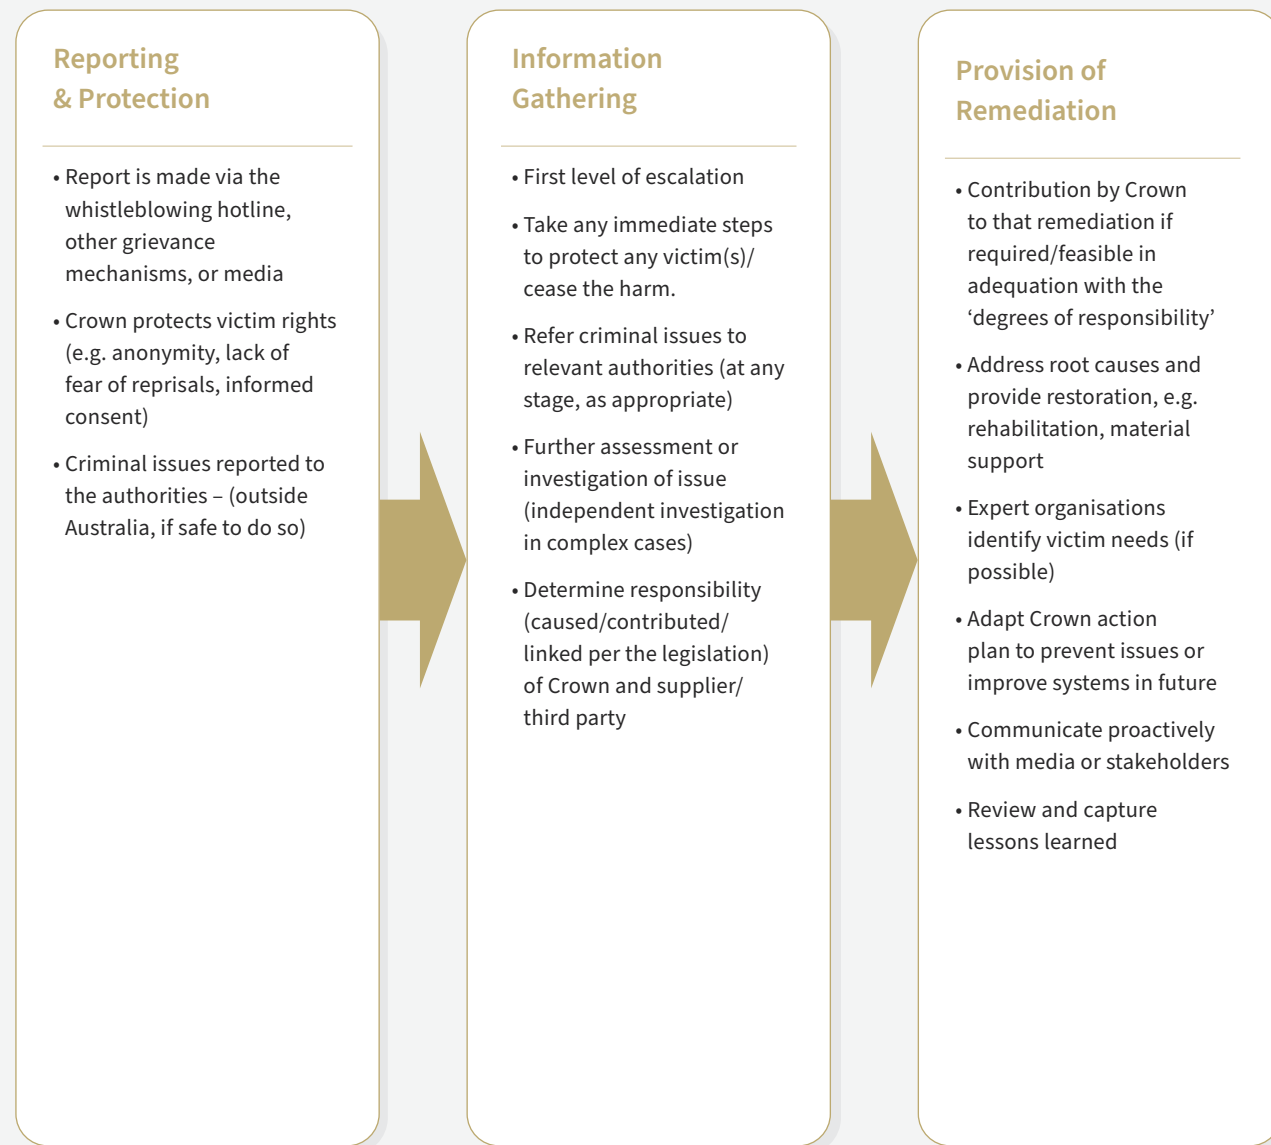 Reporting
& Protection
• Report is made via the
whistleblowing hotline,
other grievance
mechanisms, or media
• Crown protects victim rights
(e.g. anonymity, lack of
fear of reprisals, informed
consent)
• Criminal issues reported to
the authorities – (outside
Australia, if safe to do so)
Information
Gathering
• First level of escalation
• Take any immediate steps
to protect any victim(s)/
cease the harm.
• Refer criminal issues to
relevant authorities (at any
stage, as appropriate)
• Further assessment or
investigation of issue
(independent investigation
in complex cases)
• Determine responsibility
(caused/contributed/
linked per the legislation)
of Crown and supplier/
third party
Provision of
Remediation
• Contribution by Crown
to that remediation if
required/feasible in
adequation with the
‘degrees of responsibility’
• Address root causes and
provide restoration, e.g.
rehabilitation, material
support
• Expert organisations
identify victim needs (if
possible)
• Adapt Crown action
plan to prevent issues or
improve systems in future
• Communicate proactively
with media or stakeholders
• Review and capture
lessons learned